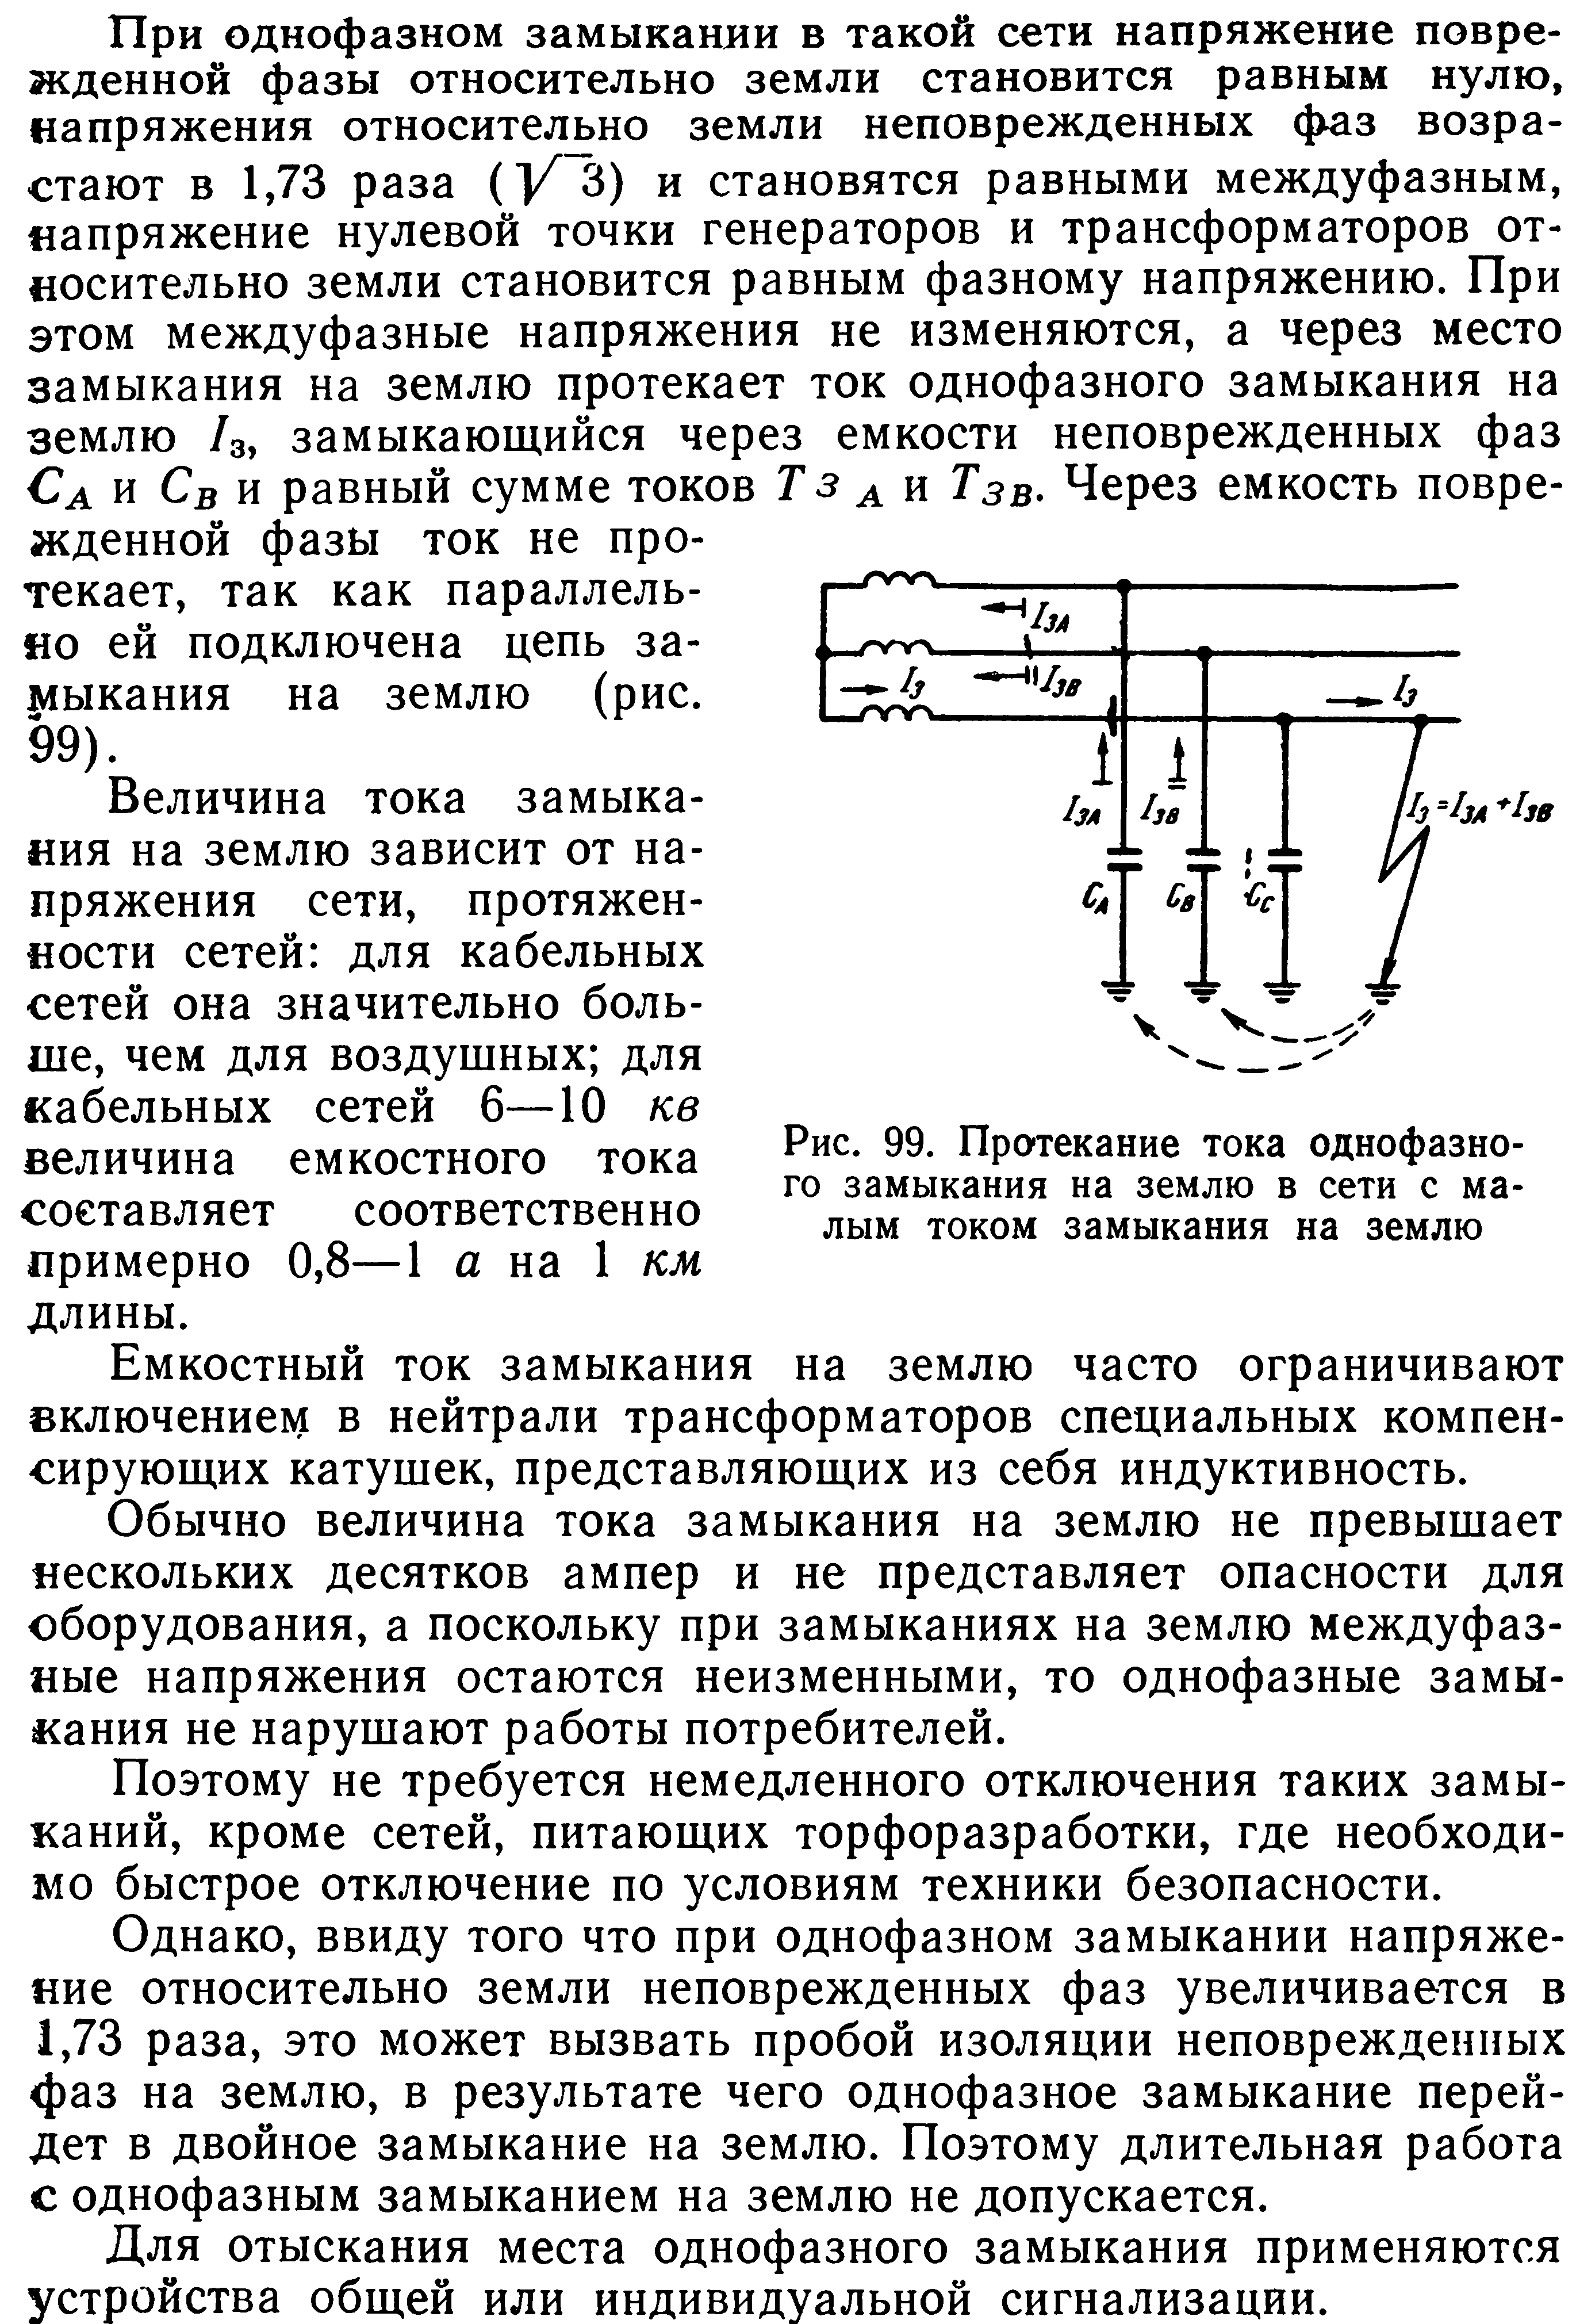 При однофазном замыкании в такой сети напряжение повре-
жденной фазы относительно земли становится равным нулю,
напряжения относительно земли неповрежденных фаз возра-
стают в 1,73 раза (√3) и становятся равными междуфазным,
напряжение нулевой точки генераторов и трансформаторов от-
носительно земли становится равным фазному напряжению. При
этом междуфазные напряжения не изменяются, а через место
замыкания на землю протекает ток однофазного замыкания на
землю Iз, замыкающийся через емкости неповрежденных фаз
CA и CB и равный сумме токов TЗ A и TЗB. Через емкость повре-
жденной фазы ток не про-
текает, так как параллель-
но ей подключена цепь за-
мыкания на землю (рис.
99).
Величина тока замыка-
ния на землю зависит от на-
пряжения сети, протяжен-
ности сетей: для кабельных
сетей она значительно боль-
ше, чем для воздушных; для
кабельных сетей 6—10 кв
величина емкостного тока
составляет соответственно
примерно 0,8—1 а на 1 км
длины.
IЗА
IЗВ
IЗ
IЗ
IЗА IЗВ
IЗ=IЗА+IЗВ
CA CB CC
Рис. 99. Протекание тока однофазно-
го замыкания на землю в сети с ма-
лым током замыкания на землю
Емкостный ток замыкания на землю часто ограничивают
включением в нейтрали трансформаторов специальных компен-
сирующих катушек, представляющих из себя индуктивность.
Обычно величина тока замыкания на землю не превышает
нескольких десятков ампер и не представляет опасности для
оборудования, а поскольку при замыканиях на землю междуфаз-
ные напряжения остаются неизменными, то однофазные замы-
кания не нарушают работы потребителей.
Поэтому не требуется немедленного отключения таких замы-
каний, кроме сетей, питающих торфоразработки, где необходи-
мо быстрое отключение по условиям техники безопасности.
Однако, ввиду того что при однофазном замыкании напряже-
ние относительно земли неповрежденных фаз увеличивается в
1,73 раза, это может вызвать пробой изоляции неповрежденных
фаз на землю, в результате чего однофазное замыкание перей-
дет в двойное замыкание на землю. Поэтому длительная работа
с однофазным замыканием на землю не допускается.
Для отыскания места однофазного замыкания применяются
устройства общей или индивидуальной сигнализации.